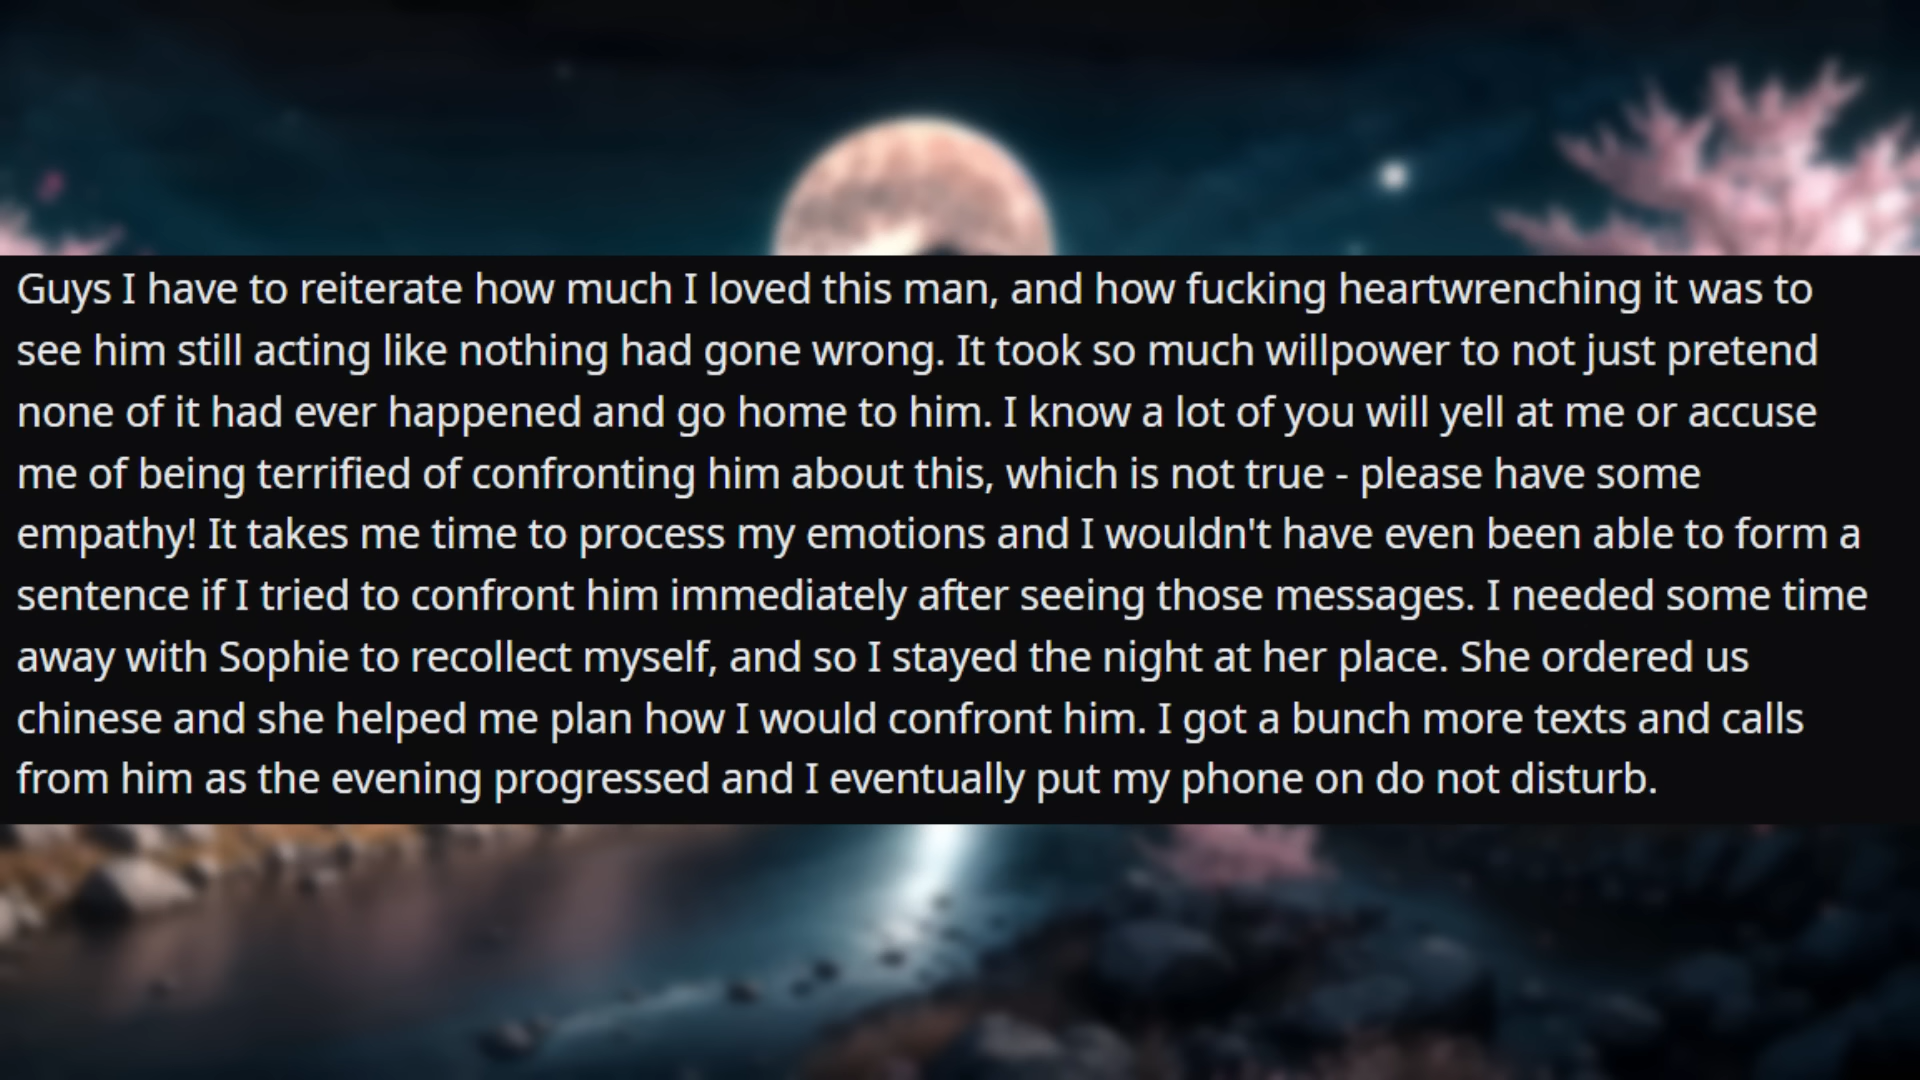 Guys I have to reiterate how much I loved this man, and how fucking heartwrenching it was to
see him still acting like nothing had gone wrong. It took so much willpower to not just pretend
none of it had ever happened and go home to him. I know a lot of you will yell at me or accuse
me of being terrified of confronting him about this, which is not true - please have some
empathy! It takes me time to process my emotions and I wouldn't have even been able to form a
sentence if I tried to confront him immediately after seeing those messages. I needed some time
away with Sophie to recollect myself, and so I stayed the night at her place. She ordered us
chinese and she helped me plan how I would confront him. I got a bunch more texts and calls
from him as the evening progressed and I eventually put my phone on do not disturb.